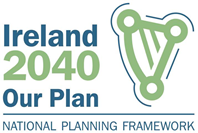 Ireland
2040
Our Plan
NATIONAL PLANNING FRAMEWORK